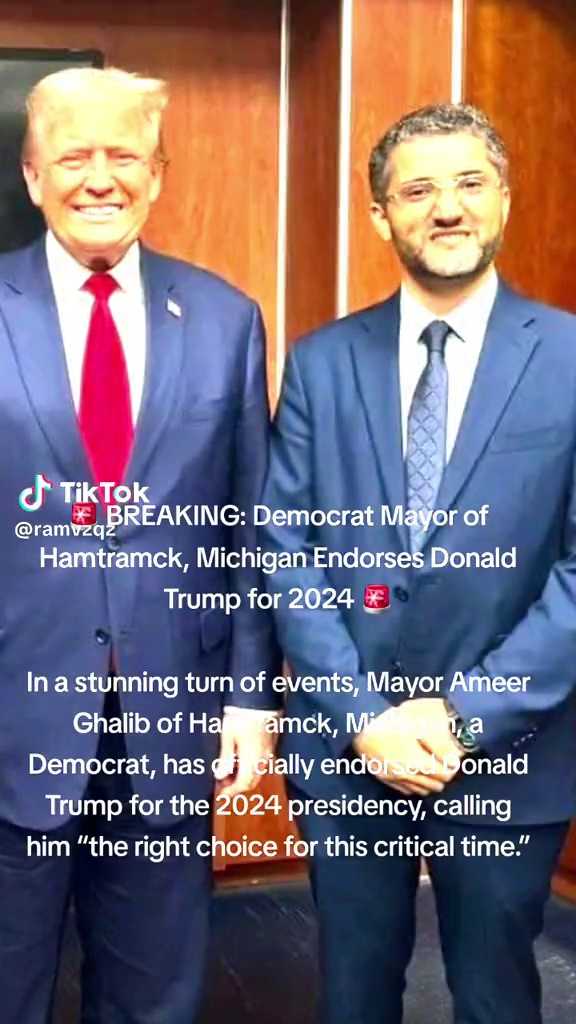 TikTok
@ramvzqz
🚨 BREAKING: Democrat Mayor of
Hamtramck, Michigan Endorses Donald
Trump for 2024 🚨
In a stunning turn of events, Mayor Ameer
Ghalib of Hamtramck, Michigan, a
Democrat, has officially endorsed Donald
Trump for the 2024 presidency, calling
him “the right choice for this critical time.”